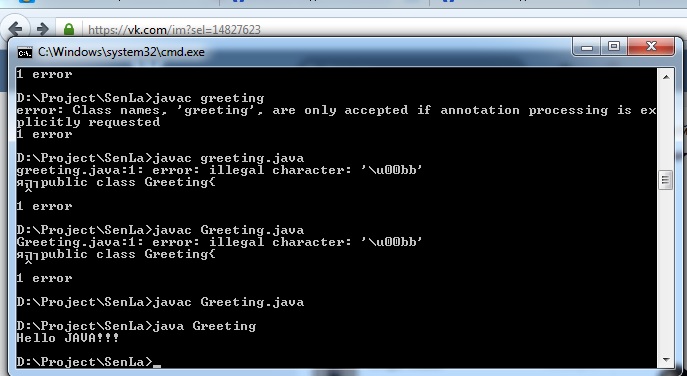 https://vk.com/im?sel=14827623
C:\Windows\system32\cmd.exe
1 error
D:\Project\SenLa>javac greeting
error: Class names, 'greeting', are only accepted if annotation processing is ex
plicitly requested
1 error
D:\Project\SenLa>javac greeting.java
greeting.java:1: error: illegal character: '\u00bb'
public class Greeting{
^
1 error
D:\Project\SenLa>javac Greeting.java
Greeting.java:1: error: illegal character: '\u00bb'
public class Greeting{
^
1 error
D:\Project\SenLa>javac Greeting.java
D:\Project\SenLa>java Greeting
Hello JAVA!!!
D:\Project\SenLa>_